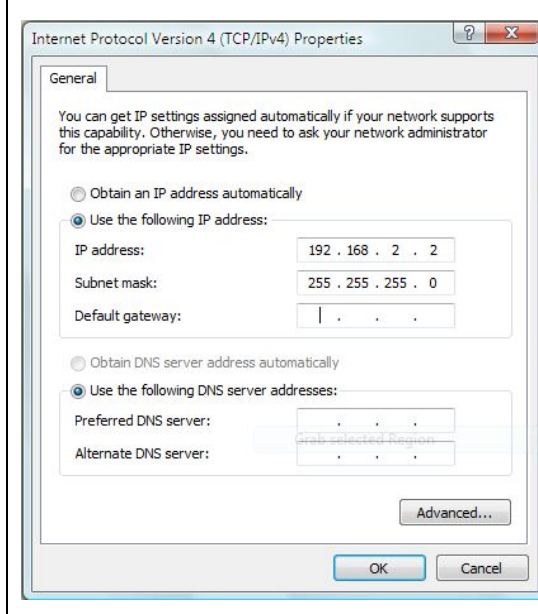 Internet Protocol Version 4 (TCP/IPv4) Properties
General
You can get IP settings assigned automatically if your network supports
this capability. Otherwise, you need to ask your network administrator
for the appropriate IP settings.
Obtain an IP address automatically
Use the following IP address:
IP address: 192 . 168 . 2 . 2
Subnet mask: 255 . 255 . 255 . 0
Default gateway: . . .
Obtain DNS server address automatically
Use the following DNS server addresses:
Preferred DNS server: . . .
Grab selected Region
Alternate DNS server: . . .
Advanced...
OK Cancel